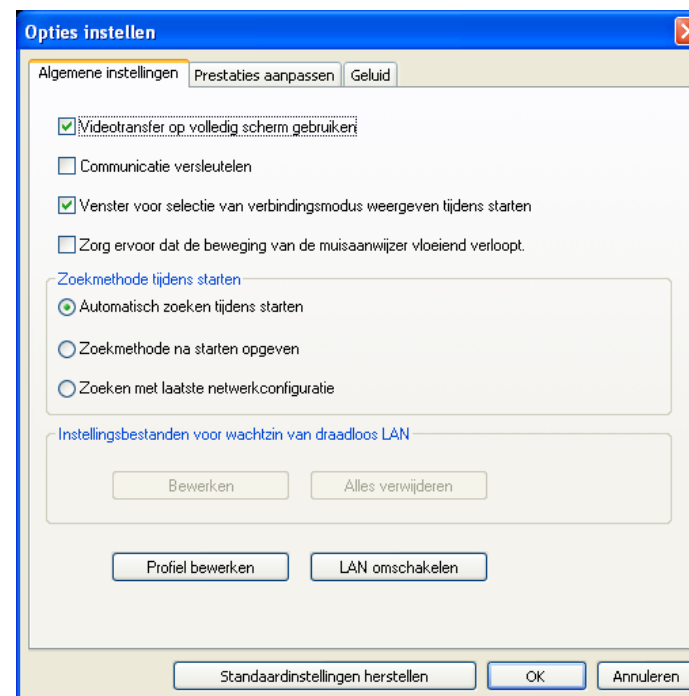 Opties instellen
Algemene instellingen
Prestaties aanpassen
Geluid
Videotransfer op volledig scherm gebruiken
Communicatie versleutelen
Venster voor selectie van verbindingsmodus weergeven tijdens starten
Zorg ervoor dat de beweging van de muisaanwijzer vloeiend verloopt.
Zoekmethode tijdens starten
Automatisch zoeken tijdens starten
Zoekmethode na starten opgeven
Zoeken met laatste netwerkconfiguratie
Instellingsbestanden voor wachtzin van draadloos LAN
Bewerken
Alles verwijderen
Profiel bewerken
LAN omschakelen
Standaardinstellingen herstellen
OK
Annuleren